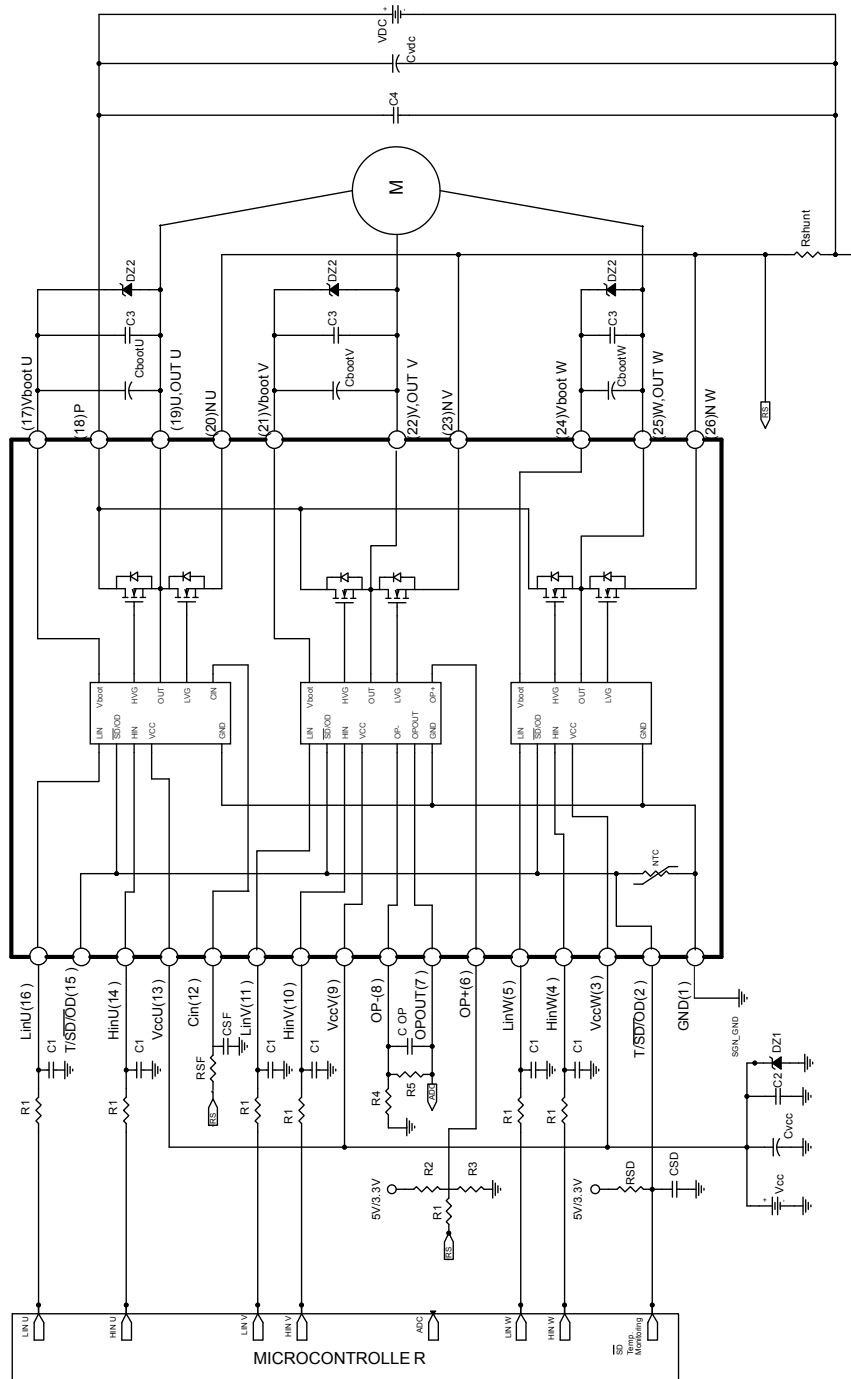 VDC
+
-
Cvdc
C4
M
Rshunt
RS
DZ2
C3
CbootU
DZ2
C3
CbootV
DZ2
C3
CbootW
(17)Vboot U
(18)P
(19)U,OUT U
(20)N U
(21)Vboot V
(22)V,OUT V
(23)N V
(24)Vboot W
(25)W,OUT W
(26)N W
Vboot
HVG
OUT
LVG
CIN
LIN
SD/OD
HIN
VCC
GND
Vboot
HVG
OUT
LVG
OP+
LIN
SD/OD
HIN
VCC
OP-
OPOUT
GND
Vboot
HVG
OUT
LVG
LIN
SD/OD
HIN
VCC
GND
NTC
LinU(16)
T/SD/OD(15)
HinU(14)
VccU(13)
Cin(12)
LinV(11)
HinV(10)
VccV(9)
OP-(8)
OPOUT(7)
OP+(6)
LinW(5)
HinW(4)
VccW(3)
T/SD/OD(2)
GND(1)
SGN_GND
C1
R1
C1
R1
CSF
RSF
RS
C1
R1
C1
R1
C OP
R5
R4
ADC
5V/3.3V
R2
R3
R1
RS
C1
R1
C1
R1
5V/3.3V
RSD
CSD
DZ1
C2
Cvcc
Vcc
+
-
LIN U
HIN U
LIN V
HIN V
ADC
LIN W
HIN W
SD
Temp.
Monitoring
MICROCONTROLLE R